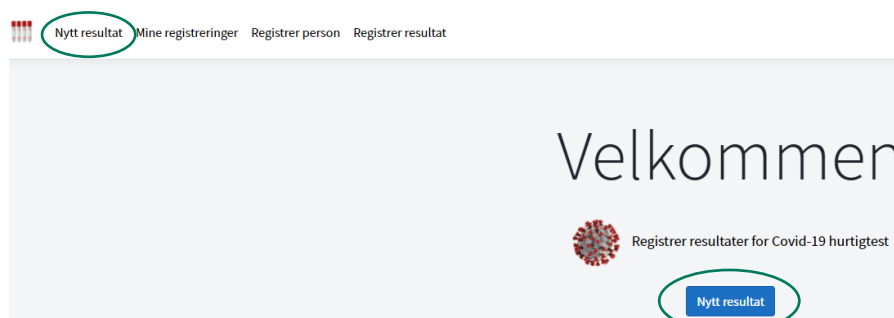 Nytt resultat Mine registreringer Registrer person Registrer resultat
Velkommen
Registrer resultater for Covid-19 hurtigtest
Nytt resultat